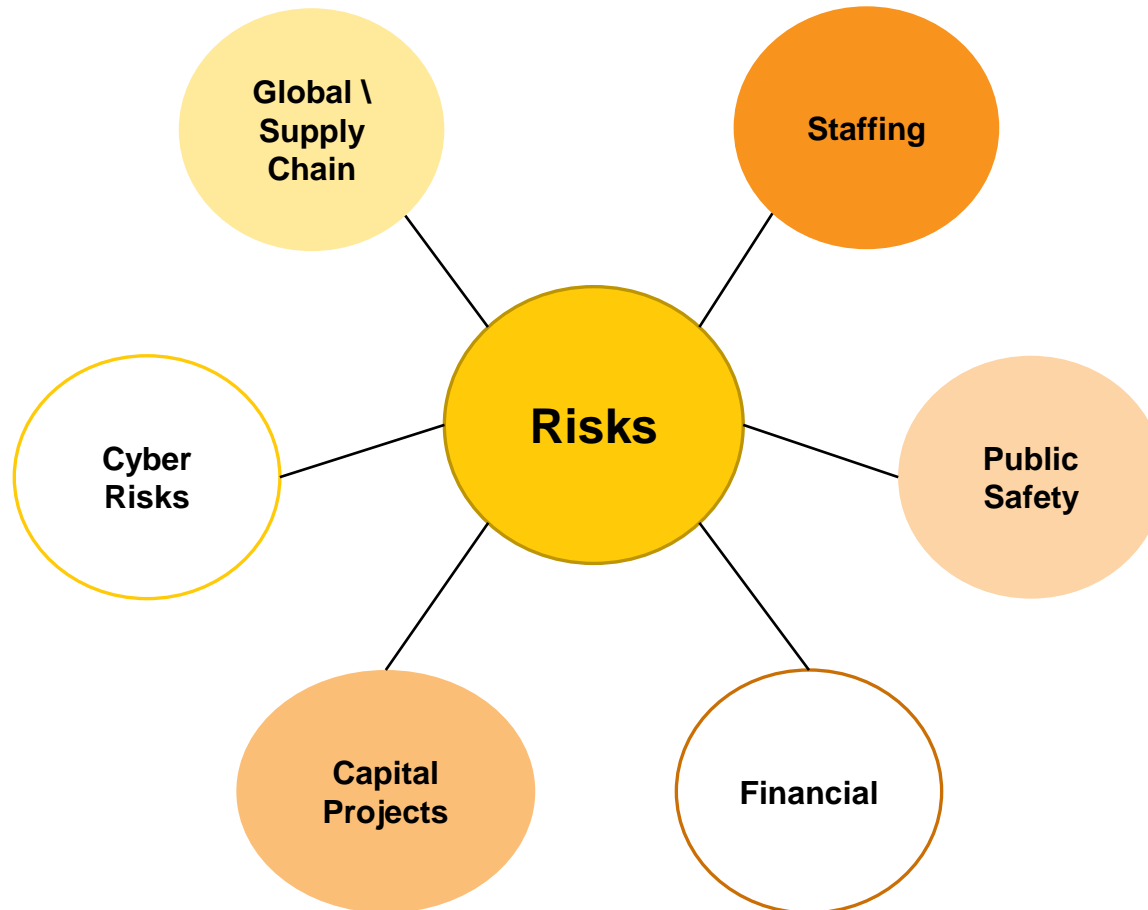 Global \
Supply
Chain
Staffing
Risks
Cyber
Risks
Public
Safety
Capital
Projects
Financial